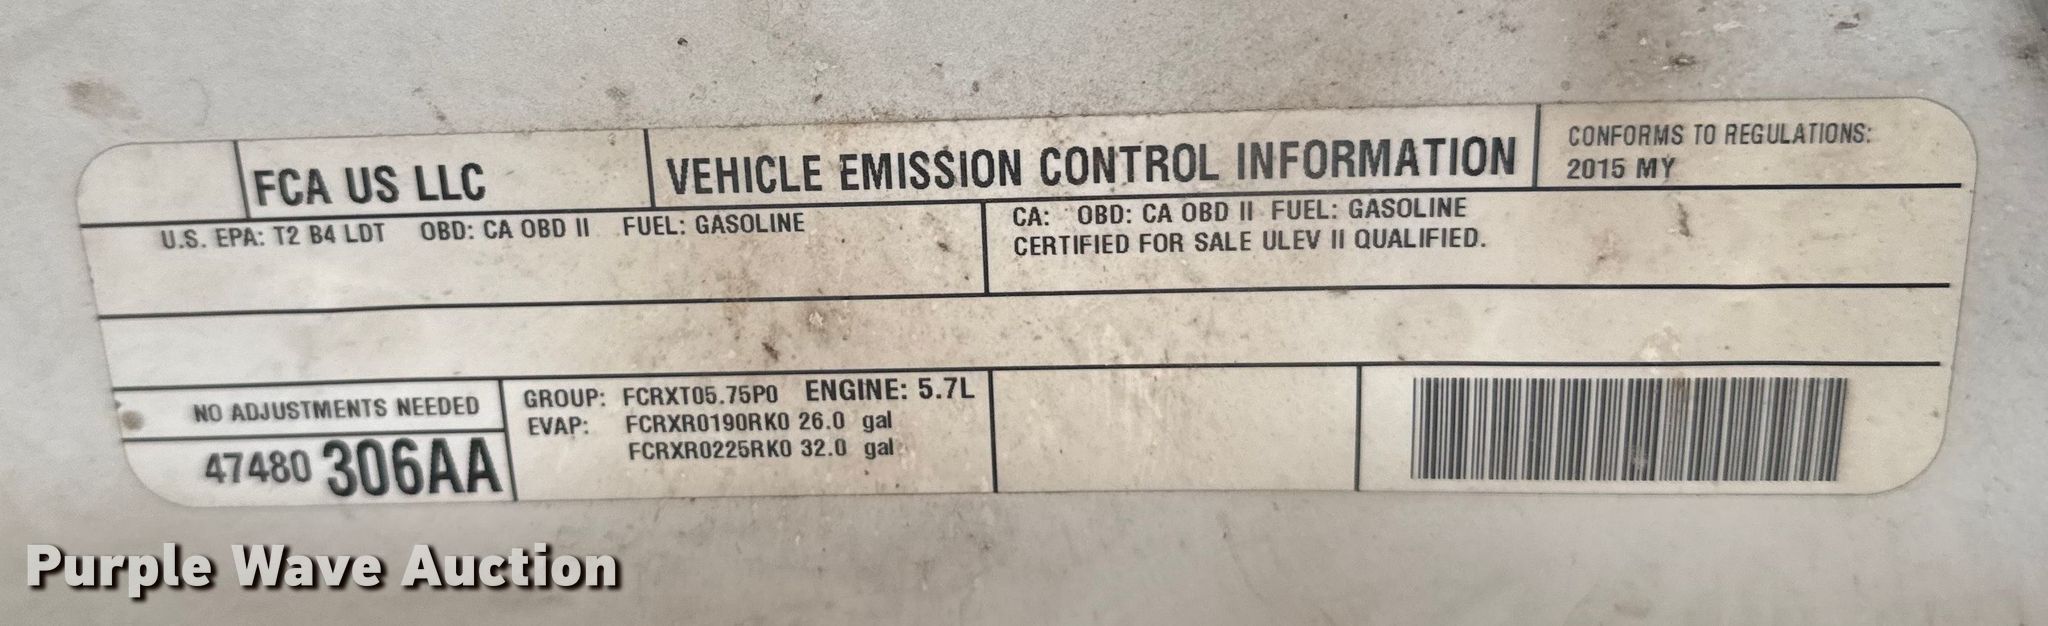 FCA US LLC
VEHICLE EMISSION CONTROL INFORMATION
CONFORMS TO REGULATIONS:
2015 MY
U.S. EPA: T2 B4 LDT OBD: CA OBD II FUEL: GASOLINE
CA: OBD: CA OBD II FUEL: GASOLINE
CERTIFIED FOR SALE ULEV II QUALIFIED.
NO ADJUSTMENTS NEEDED
47480 306AA
GROUP: FCRXT05.75P0 ENGINE: 5.7L
EVAP: FCRXR0190RK0 26.0 gal
FCRXR0225RK0 32.0 gal
Purple Wave Auction